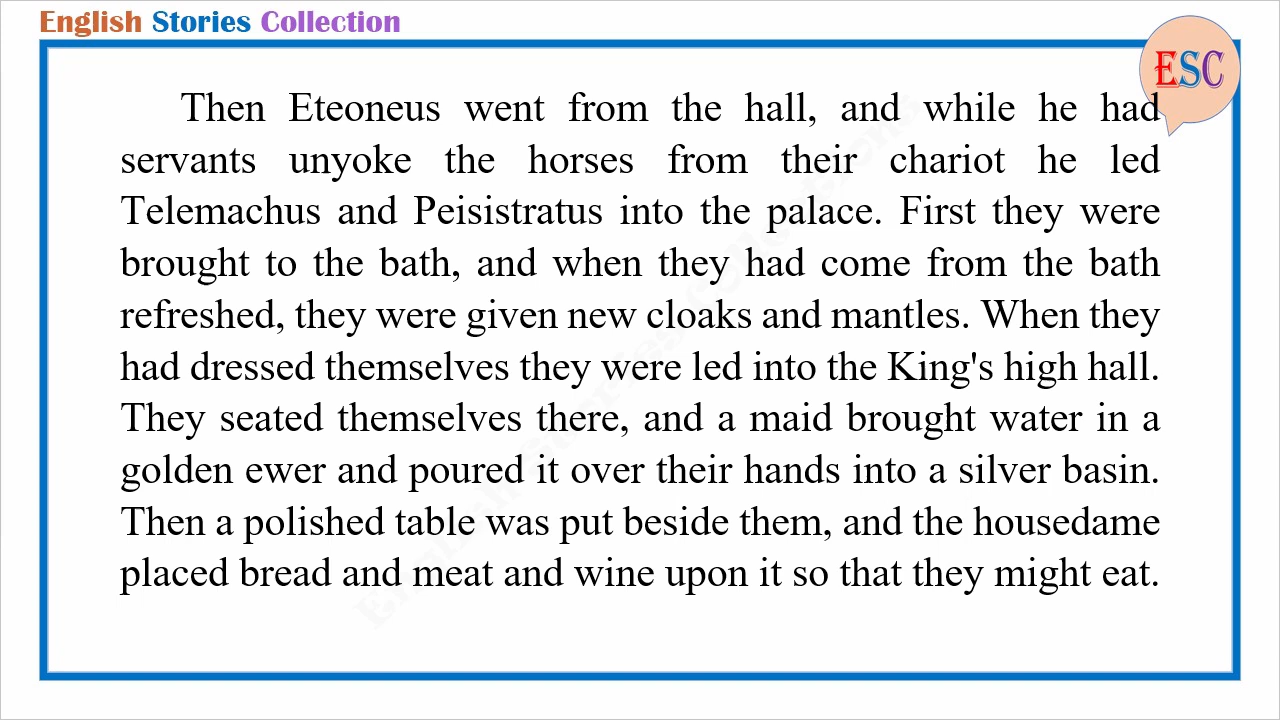 English Stories Collection
ESC
Then Eteoneus went from the hall, and while he had
servants unyoke the horses from their chariot he led
Telemachus and Peisistratus into the palace. First they were
brought to the bath, and when they had come from the bath
refreshed, they were given new cloaks and mantles. When they
had dressed themselves they were led into the King's high hall.
They seated themselves there, and a maid brought water in a
golden ewer and poured it over their hands into a silver basin.
Then a polished table was put beside them, and the housedame
placed bread and meat and wine upon it so that they might eat.
English Stories Collections